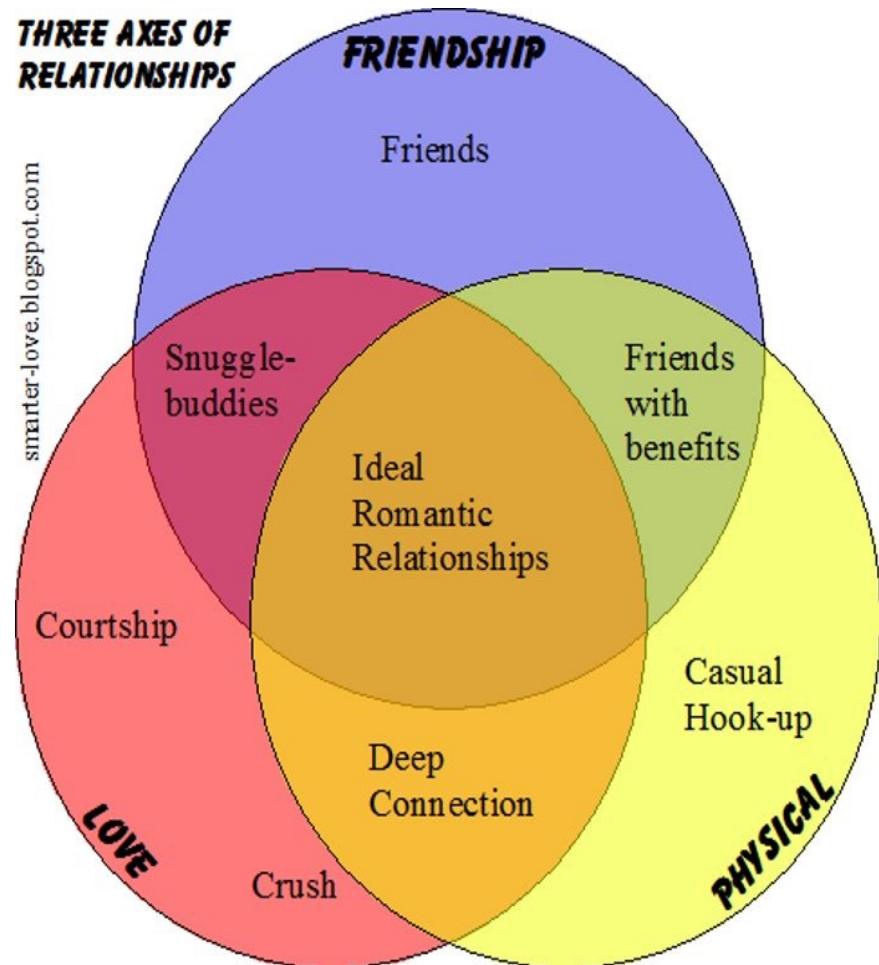 THREE AXES OF
RELATIONSHIPS
FRIENDSHIP
smarter-love.blogspot.com
Friends
Snuggle-
buddies
Friends
with
benefits
Ideal
Romantic
Relationships
Courtship
Casual
Hook-up
Deep
Connection
LOVE
PHYSICAL
Crush